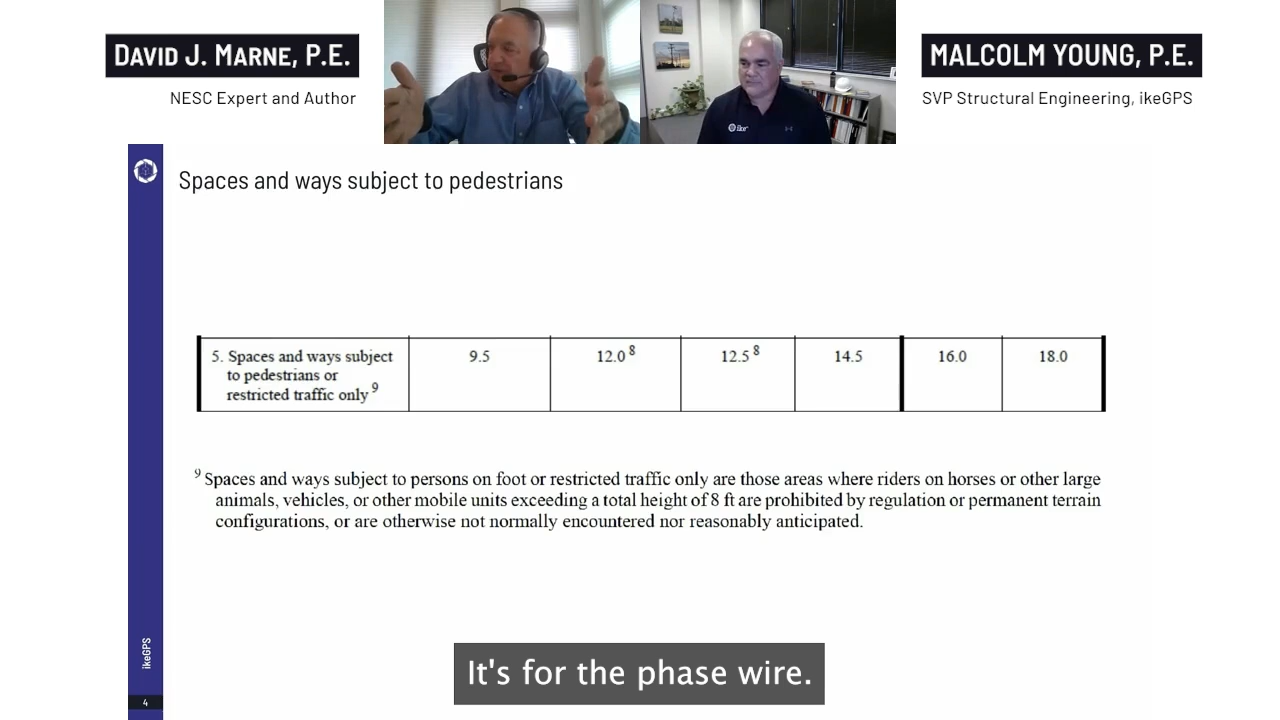 DAVID J. MARNE, P.E.
NESC Expert and Author
MALCOLM YOUNG, P.E.
SVP Structural Engineering, ikeGPS
ike
Spaces and ways subject to pedestrians
5. Spaces and ways subject to pedestrians or restricted traffic only 9
9.5
12.0 8
12.5 8
14.5
16.0
18.0
9 Spaces and ways subject to persons on foot or restricted traffic only are those areas where riders on horses or other large
animals, vehicles, or other mobile units exceeding a total height of 8 ft are prohibited by regulation or permanent terrain
configurations, or are otherwise not normally encountered nor reasonably anticipated.
ikeGPS
4
It's for the phase wire.